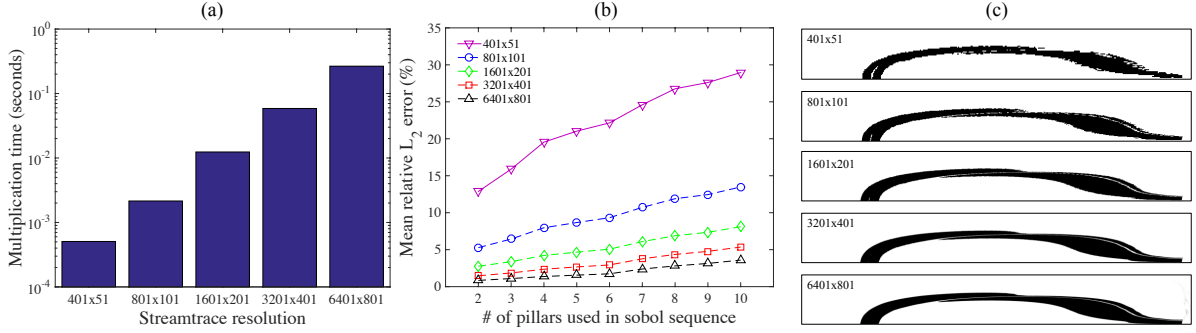 (a)
Multiplication time (seconds)
10^0
10^-1
10^-2
10^-3
10^-4
401x51 801x101 1601x201 3201x401 6401x801
Streamtrace resolution
(b)
Mean relative L_2 error (%)
35
30
25
20
15
10
5
0
401x51
801x101
1601x201
3201x401
6401x801
2 3 4 5 6 7 8 9 10
# of pillars used in sobol sequence
(c)
401x51
801x101
1601x201
3201x401
6401x801